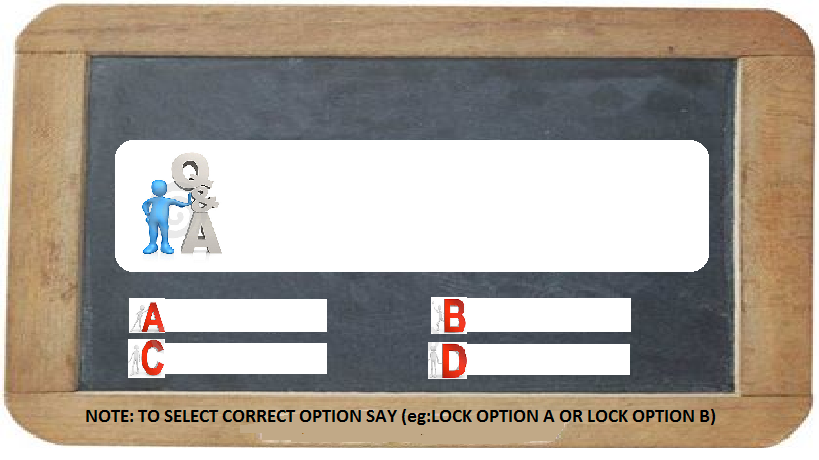 Q
&
A
A
B
C
D
NOTE: TO SELECT CORRECT OPTION SAY (eg:LOCK OPTION A OR LOCK OPTION B)